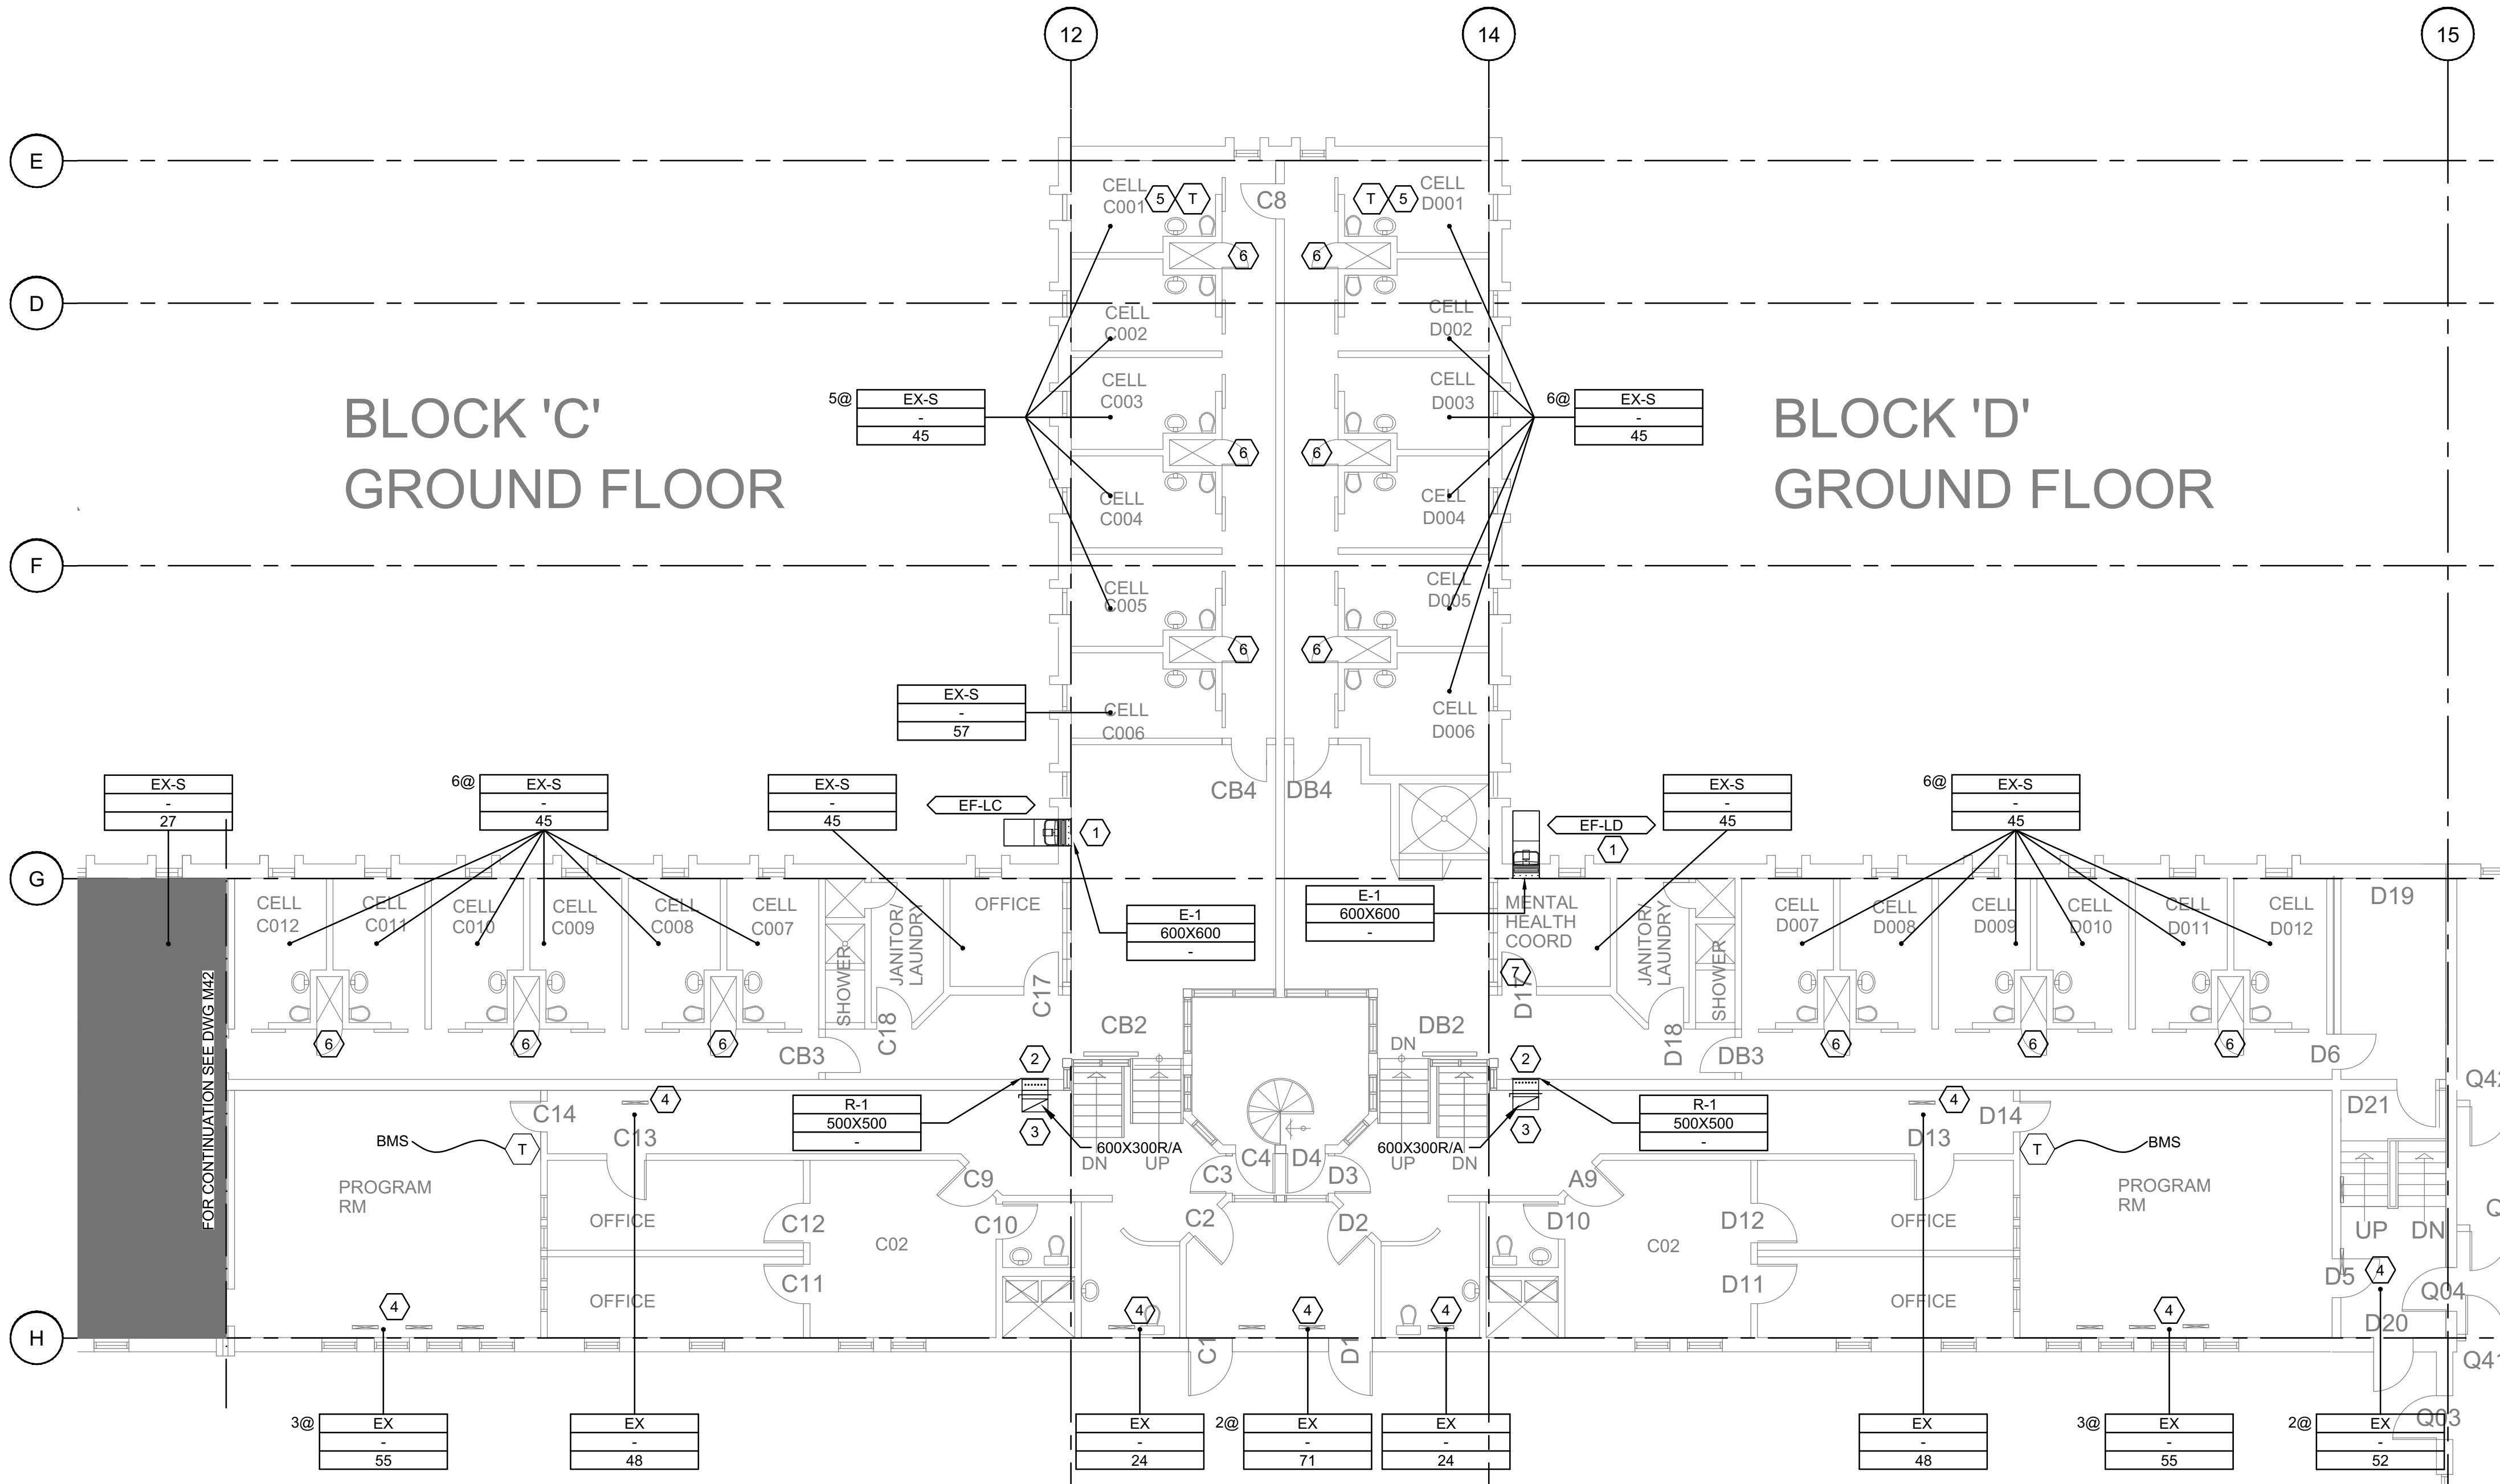 12
14
15
E
D
F
G
H
BLOCK 'C'
GROUND FLOOR
BLOCK 'D'
GROUND FLOOR
CELL
C001
5
T
C8
T
5
CELL
D001
6
6
CELL
C002
CELL
D002
5@
EX-S
-
45
CELL
C003
CELL
D003
6@
EX-S
-
45
6
6
CELL
C004
CELL
D004
CELL
C005
CELL
D005
6
6
EX-S
-
57
CELL
C006
CELL
D006
CB4
DB4
EX-S
-
27
6@
EX-S
-
45
EX-S
-
45
EF-LC
1
EF-LD
1
EX-S
-
45
6@
EX-S
-
45
CELL
C012
CELL
C011
CELL
C010
CELL
C009
CELL
C008
CELL
C007
SHOWER
JANITOR/
LAUNDRY
OFFICE
C17
C18
CB3
E-1
600X600
-
E-1
600X600
-
MENTAL
HEALTH
COORD
7
D17
JANITOR/
LAUNDRY
SHOWER
D18
DB3
CELL
D007
CELL
D008
CELL
D009
CELL
D010
CELL
D011
CELL
D012
D19
D6
6
6
6
6
6
6
FOR CONTINUATION SEE DWG M42
CB2
DB2
DN
2
2
R-1
500X500
-
R-1
500X500
-
3
3
600X300R/A
600X300R/A
DN
UP
UP
DN
C4
D4
C3
D3
C2
D2
C14
4
C13
BMS
T
C9
C12
C10
C02
C11
PROGRAM
RM
OFFICE
OFFICE
A9
D10
D12
C02
D11
4
D14
D13
T
BMS
OFFICE
OFFICE
PROGRAM
RM
D21
Q42
UP
DN
D5
4
Q04
D20
Q41
Q03
4
4
4
4
4
C1
D1
3@
EX
-
55
EX
-
48
EX
-
24
2@
EX
-
71
EX
-
24
EX
-
48
3@
EX
-
55
2@
EX
-
52